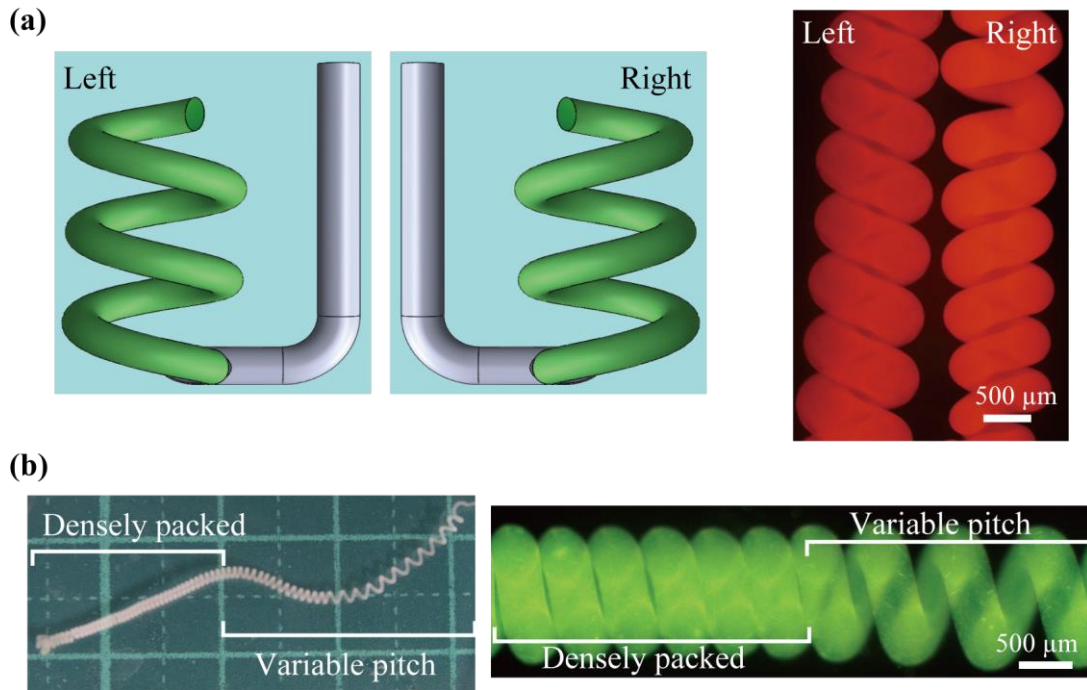 (a)
Left
Right
Left
Right
500 µm
(b)
Densely packed
Variable pitch
Variable pitch
Densely packed
500 µm